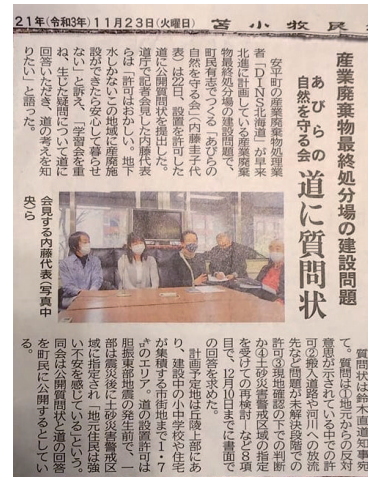 21年(令和3年)11月23日(火曜日)
苫小牧民
産業廃棄物最終処分場の建設問題
あびらの
自然を守る会
道に質問状
安平町の産業廃棄物処理業
者「DINS北海道」が早来
北進に計画している産業廃棄
物最終処分場の建設問題で、
町民有志でつくる「あびらの
自然を守る会」(内藤圭子代
表)は22日、設置を許可した
道に公開質問状を提出した。
道庁で記者会見した内藤代表
らは「許可はおかしい。地下
水しかないこの地域に産廃施
設ができたら安心して暮らせ
ない」と訴え、「学習会を重
ね、生じた疑問について道に
回答いただき、道の考えを知
りたい」と語った。
会見する内藤代表(写真中
央)ら
質問状は鈴木直道知事宛
て。質問は①地元からの反対
意思が示されている中での許
可②搬入道路や河川への放流
先など問題が未解決段階での
許可③現地確認の下での判断
か④土砂災害警戒区域の指定
を受けての再検討―など8項
目で、12月10日までに書面で
の回答を求めた。
計画予定地は丘陵上部にあ
り、建設中の小中学校や住宅
が集積する市街地まで1・7
㌔のエリア。道の設置許可は
胆振東部地震の発生前で、一
部は震災後に土砂災害警戒区
域に指定され「地元住民は強
い不安を感じている」という。
同会は公開質問状と道の回答
を町民に公開するとしてい
る。